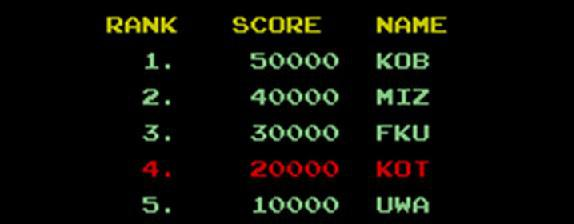 RANK SCORE NAME
1. 50000 KOB
2. 40000 MIZ
3. 30000 FKU
4. 20000 KOT
5. 10000 UWA